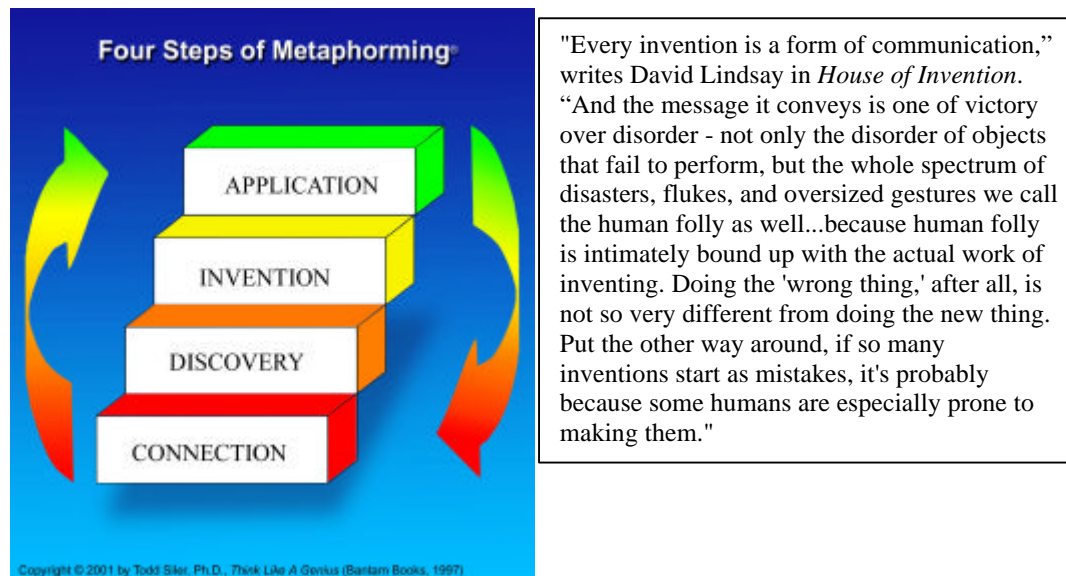 Four Steps of Metaphorming®
APPLICATION
INVENTION
DISCOVERY
CONNECTION
Copyright © 2001 by Todd Siler, Ph.D., Think Like A Genius (Bantam Books, 1997)
"Every invention is a form of communication,”
writes David Lindsay in House of Invention.
“And the message it conveys is one of victory
over disorder - not only the disorder of objects
that fail to perform, but the whole spectrum of
disasters, flukes, and oversized gestures we call
the human folly as well...because human folly
is intimately bound up with the actual work of
inventing. Doing the 'wrong thing,' after all, is
not so very different from doing the new thing.
Put the other way around, if so many
inventions start as mistakes, it's probably
because some humans are especially prone to
making them."